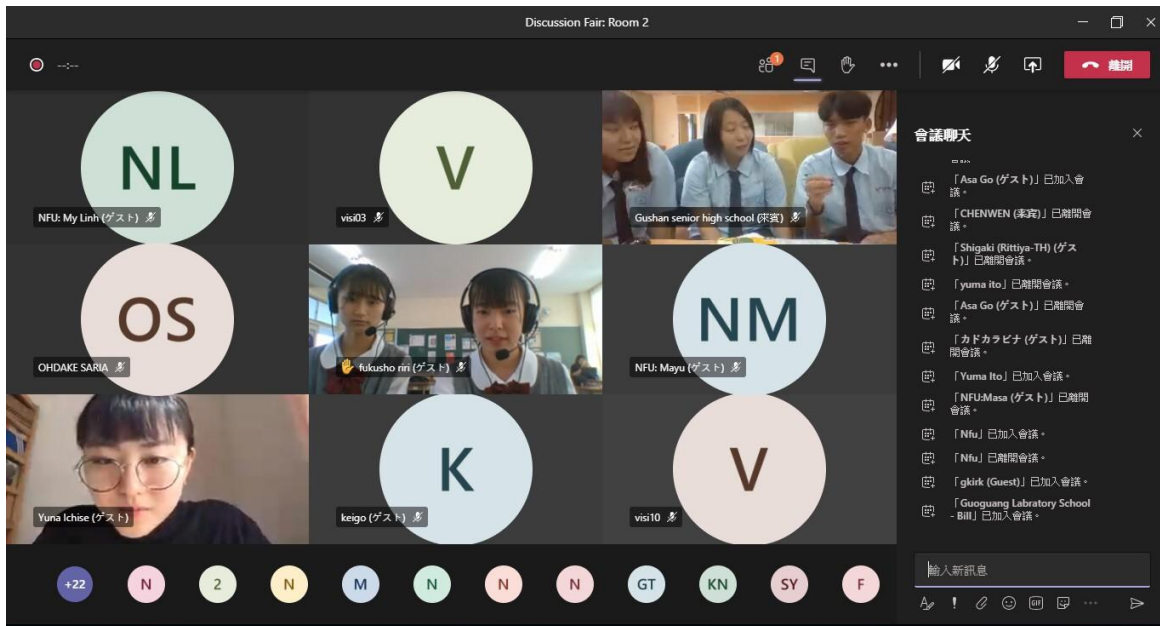 Discussion Fair: Room 2
--:--
1
離開
NL
NFU: My Linh (ゲスト)
V
visi03
Gushan senior high school (來賓)
OS
OHDAKE SARIA
fukusho riri (ゲスト)
NM
NFU: Mayu (ゲスト)
Yuna Ichise (ゲスト)
K
keigo (ゲスト)
V
visi10
+22
N
2
N
M
N
N
N
GT
KN
SY
F
會議聊天
「Asa Go (ゲスト)」已加入會
議。
「CHENWEN (來賓)」已離開會
議。
「Shigaki (Rittiya-TH) (ゲス
ト)」已離開會議。
「yuma ito」已離開會議。
「Asa Go (ゲスト)」已離開會
議。
「カドカラビナ (ゲスト)」已離
開會議。
「Yuma Ito」已加入會議。
「NFU:Masa (ゲスト)」已離開
會議。
「Nfu」已加入會議。
「Nfu」已離開會議。
「gkirk (Guest)」已加入會議。
「Guoguang Labratory School
- Bill」已加入會議。
輸入新訊息
GIF